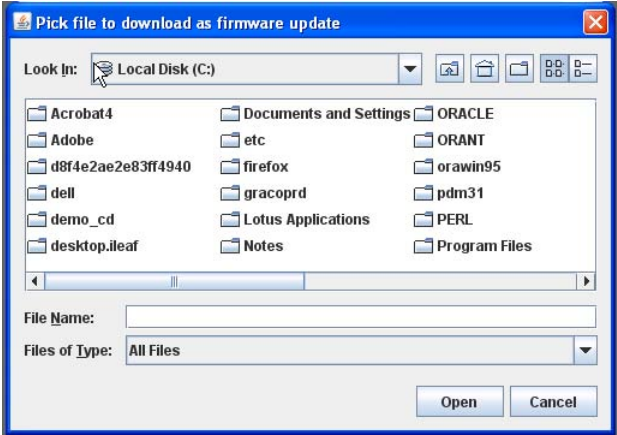 Pick file to download as firmware update
Look In: Local Disk (C:)
Acrobat4 Documents and Settings ORACLE
Adobe etc ORANT
d8f4e2ae2e83ff4940 firefox orawin95
dell gracoprd pdm31
demo_cd Lotus Applications PERL
desktop.ileaf Notes Program Files
File Name:
Files of Type: All Files
Open Cancel